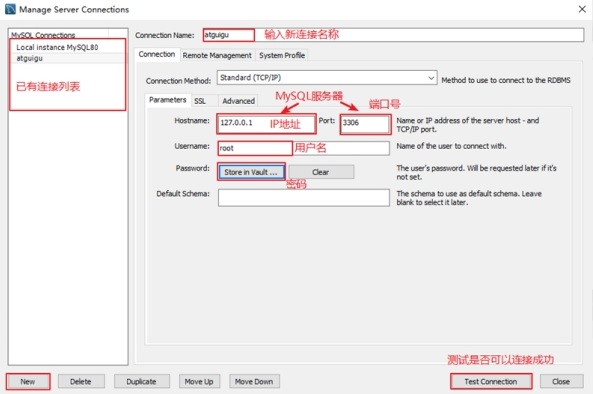 Manage Server Connections
MySQL Connections
Local instance MySQL80
atguigu
已有连接列表
Connection Name: atguigu 输入新连接名称
Connection Remote Management System Profile
Connection Method: Standard (TCP/IP) Method to use to connect to the RDBMS
Parameters SSL Advanced
MySQL服务器 端口号
Hostname: 127.0.0.1 IP地址 Port: 3306 Name or IP address of the server host - and
TCP/IP port.
Username: root 用户名 Name of the user to connect with.
Password: Store in Vault ... Clear The user's password. Will be requested later if it's
not set.
密码
Default Schema: The schema to use as default schema. Leave
blank to select it later.
测试是否可以连接成功
New Delete Duplicate Move Up Move Down Test Connection Close